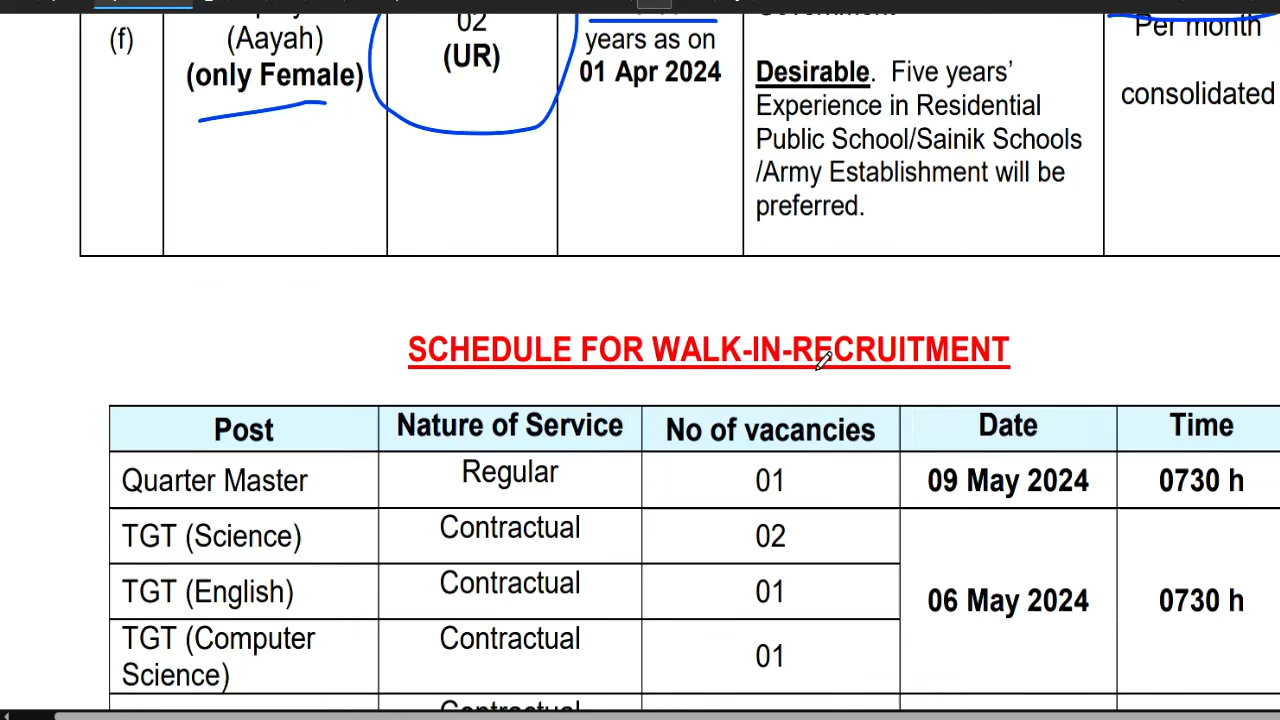 (f)
(Aayah)
(only Female)
02
(UR)
years as on
01 Apr 2024
Desirable. Five years’
Experience in Residential
Public School/Sainik Schools
/Army Establishment will be
preferred.
Per month
consolidated
SCHEDULE FOR WALK-IN-RECRUITMENT
Post Nature of Service No of vacancies Date Time
Quarter Master Regular 01 09 May 2024 0730 h
TGT (Science) Contractual 02
TGT (English) Contractual 01 06 May 2024 0730 h
TGT (Computer Contractual 01
Science)
Contractual